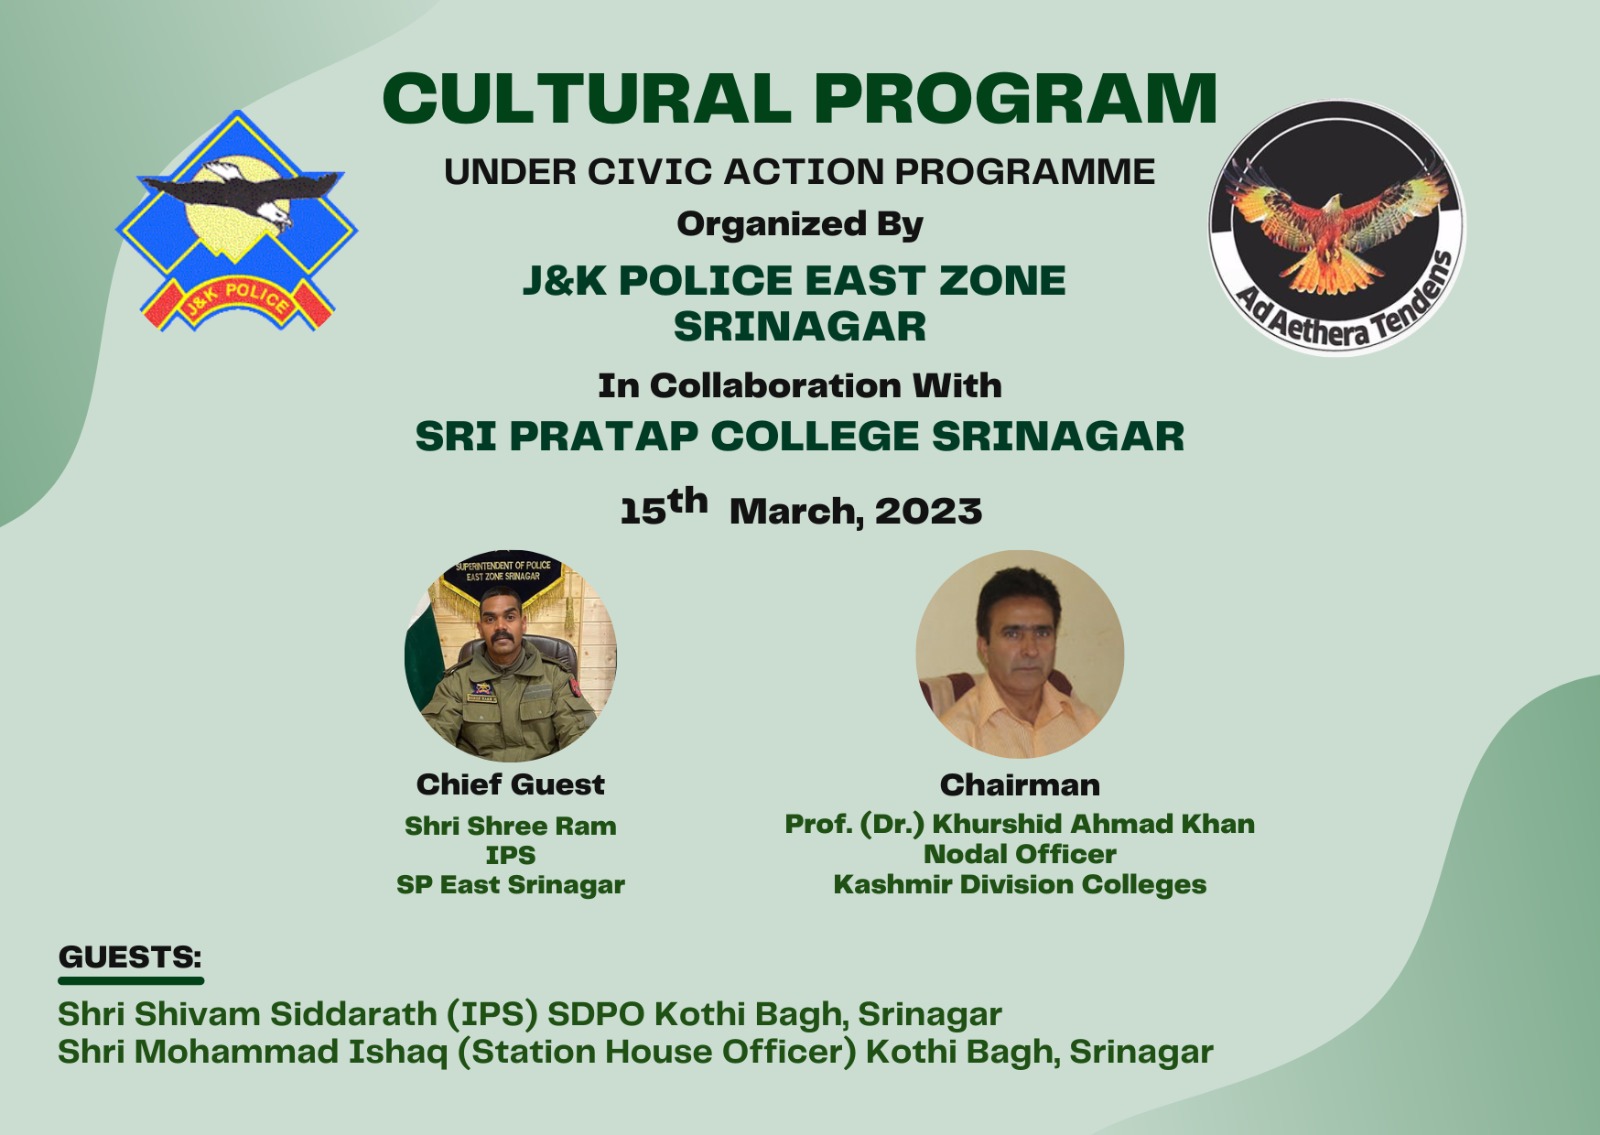 CULTURAL PROGRAM
UNDER CIVIC ACTION PROGRAMME
Organized By
J&K POLICE EAST ZONE
SRINAGAR
In Collaboration With
SRI PRATAP COLLEGE SRINAGAR
15th March, 2023
J&K POLICE
Ad Aethera Tendens
SUPERINTENDENT OF POLICE
EAST ZONE SRINAGAR
Chief Guest
Shri Shree Ram
IPS
SP East Srinagar
Chairman
Prof. (Dr.) Khurshid Ahmad Khan
Nodal Officer
Kashmir Division Colleges
GUESTS:
Shri Shivam Siddarath (IPS) SDPO Kothi Bagh, Srinagar
Shri Mohammad Ishaq (Station House Officer) Kothi Bagh, Srinagar